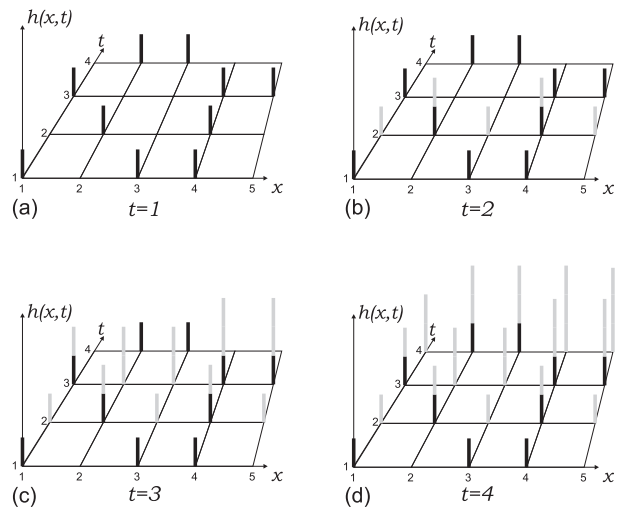 h(x,t)
t
4
3
2
1
1 2 3 4 5 x
(a) t=1
h(x,t)
t
4
3
2
1
1 2 3 4 5 x
(b) t=2
h(x,t)
t
4
3
2
1
1 2 3 4 5 x
(c) t=3
h(x,t)
t
4
3
2
1
1 2 3 4 5 x
(d) t=4